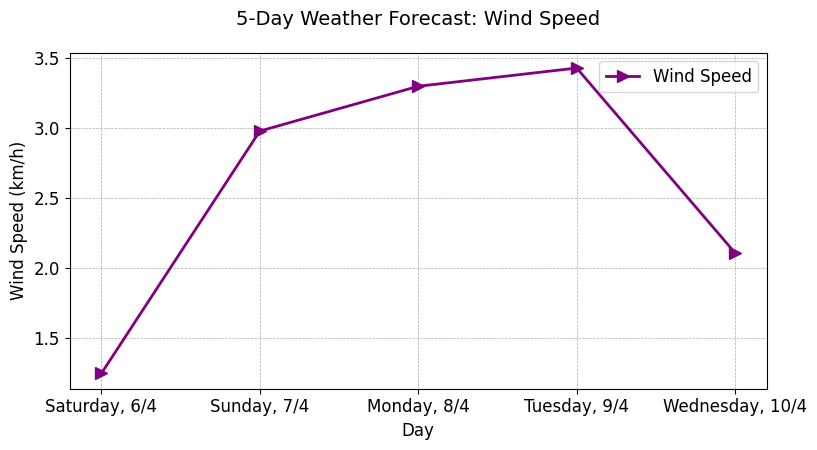 5-Day Weather Forecast: Wind Speed
Wind Speed
3.5
3.0
2.5
2.0
1.5
Wind Speed (km/h)
Saturday, 6/4
Sunday, 7/4
Monday, 8/4
Tuesday, 9/4
Wednesday, 10/4
Day